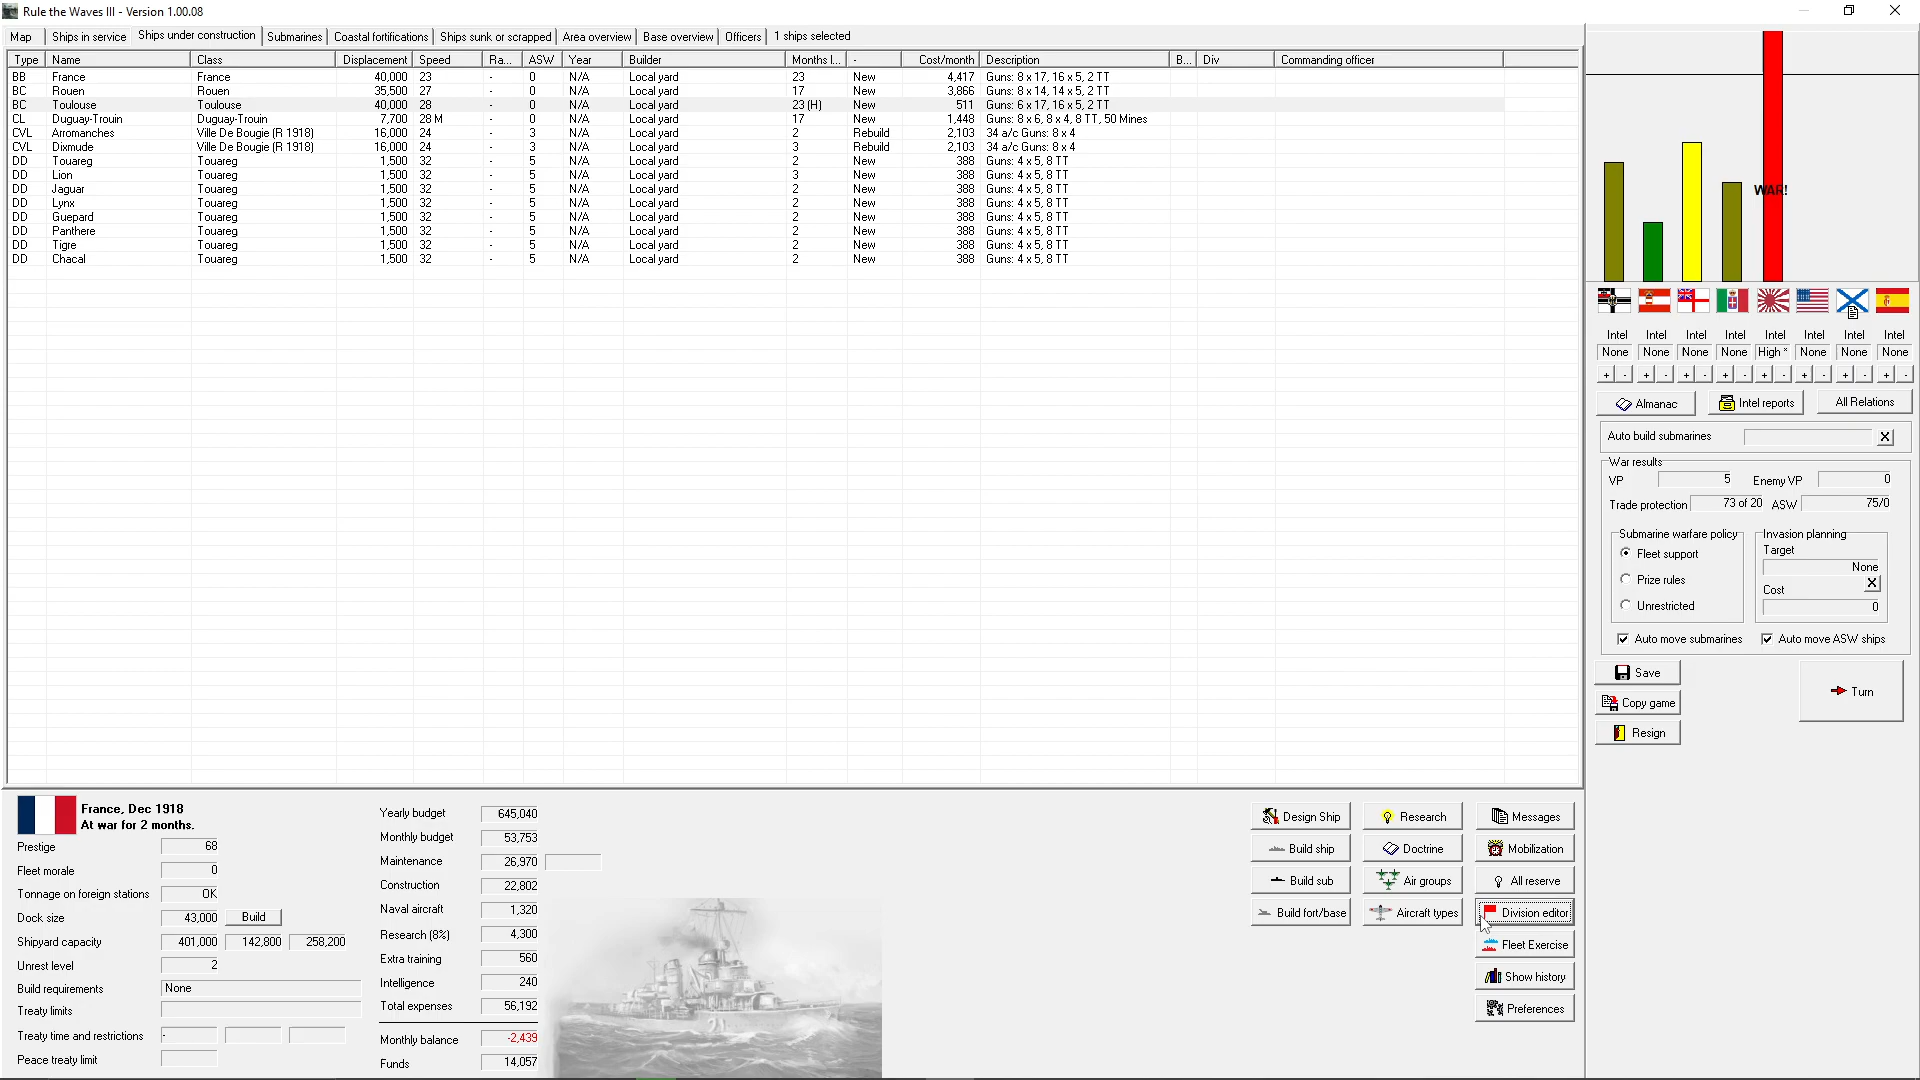 Rule the Waves III - Version 1.00.08
Map Ships in service Ships under construction Submarines Coastal fortifications Ships sunk or scrapped Area overview Base overview Officers 1 ships selected
Type Name Class Displacement Speed Ra... ASW Year Builder Months l... - Cost/month Description B... Div Commanding officer
BB France France 40,000 23 - 0 N/A Local yard 23 New 4,417 Guns: 8 x 17, 16 x 5, 2 TT
BC Rouen Rouen 35,500 27 - 0 N/A Local yard 17 New 3,866 Guns: 8 x 14, 14 x 5, 2 TT
BC Toulouse Toulouse 40,000 28 - 0 N/A Local yard 23 (H) New 511 Guns: 6 x 17, 16 x 5, 2 TT
CL Duguay-Trouin Duguay-Trouin 7,700 28 M - 0 N/A Local yard 17 New 1,448 Guns: 8 x 6, 8 x 4, 8 TT, 50 Mines
CVL Arromanches Ville De Bougie (R 1918) 16,000 24 - 3 N/A Local yard 2 Rebuild 2,103 34 a/c Guns: 8 x 4
CVL Dixmude Ville De Bougie (R 1918) 16,000 24 - 3 N/A Local yard 3 Rebuild 2,103 34 a/c Guns: 8 x 4
DD Touareg Touareg 1,500 32 - 5 N/A Local yard 2 New 388 Guns: 4 x 5, 8 TT
DD Lion Touareg 1,500 32 - 5 N/A Local yard 3 New 388 Guns: 4 x 5, 8 TT
DD Jaguar Touareg 1,500 32 - 5 N/A Local yard 2 New 388 Guns: 4 x 5, 8 TT
DD Lynx Touareg 1,500 32 - 5 N/A Local yard 2 New 388 Guns: 4 x 5, 8 TT
DD Guepard Touareg 1,500 32 - 5 N/A Local yard 2 New 388 Guns: 4 x 5, 8 TT
DD Panthere Touareg 1,500 32 - 5 N/A Local yard 2 New 388 Guns: 4 x 5, 8 TT
DD Tigre Touareg 1,500 32 - 5 N/A Local yard 2 New 388 Guns: 4 x 5, 8 TT
DD Chacal Touareg 1,500 32 - 5 N/A Local yard 2 New 388 Guns: 4 x 5, 8 TT
WAR!
Intel Intel Intel Intel Intel Intel Intel Intel
None None None None High * None None None
+ - + - + - + - + - + - + - + -
Almanac Intel reports All Relations
Auto build submarines X
War results
VP 5 Enemy VP 0
Trade protection 73 of 20 ASW 75/0
Submarine warfare policy
Fleet support
Prize rules
Unrestricted
Invasion planning
Target
None
Cost X
0
Auto move submarines Auto move ASW ships
Save
Copy game
Resign
Turn
France, Dec 1918
At war for 2 months.
Prestige 68
Fleet morale 0
Tonnage on foreign stations OK
Dock size 43,000 Build
Shipyard capacity 401,000 142,800 258,200
Unrest level 2
Build requirements None
Treaty limits
Treaty time and restrictions -
Peace treaty limit
Yearly budget 645,040
Monthly budget 53,753
Maintenance 26,970
Construction 22,802
Naval aircraft 1,320
Research (8%) 4,300
Extra training 560
Intelligence 240
Total expenses 56,192
Monthly balance -2,439
Funds 14,057
Design Ship Research Messages
Build ship Doctrine Mobilization
Build sub Air groups All reserve
Build fort/base Aircraft types Division editor
Fleet Exercise
Show history
Preferences